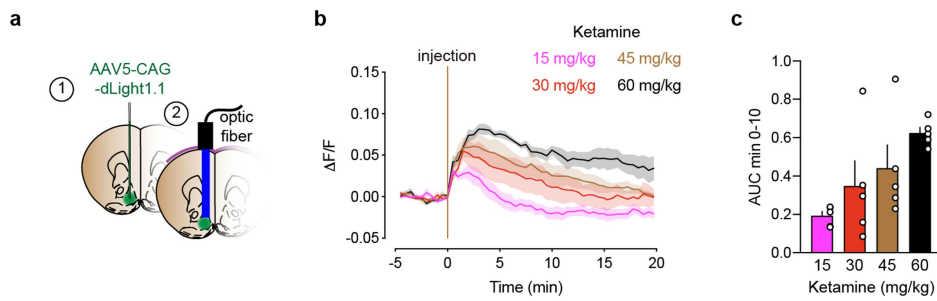 a
1
AAV5-CAG
-dLight1.1
2
optic
fiber
b
Ketamine
injection
15 mg/kg
45 mg/kg
30 mg/kg
60 mg/kg
0.15
0.10
0.05
0.00
-0.05
ΔF/F
-5
0
5
10
15
20
Time (min)
c
1.0
0.8
0.6
0.4
0.2
0.0
AUC min 0-10
15
30
45
60
Ketamine (mg/kg)